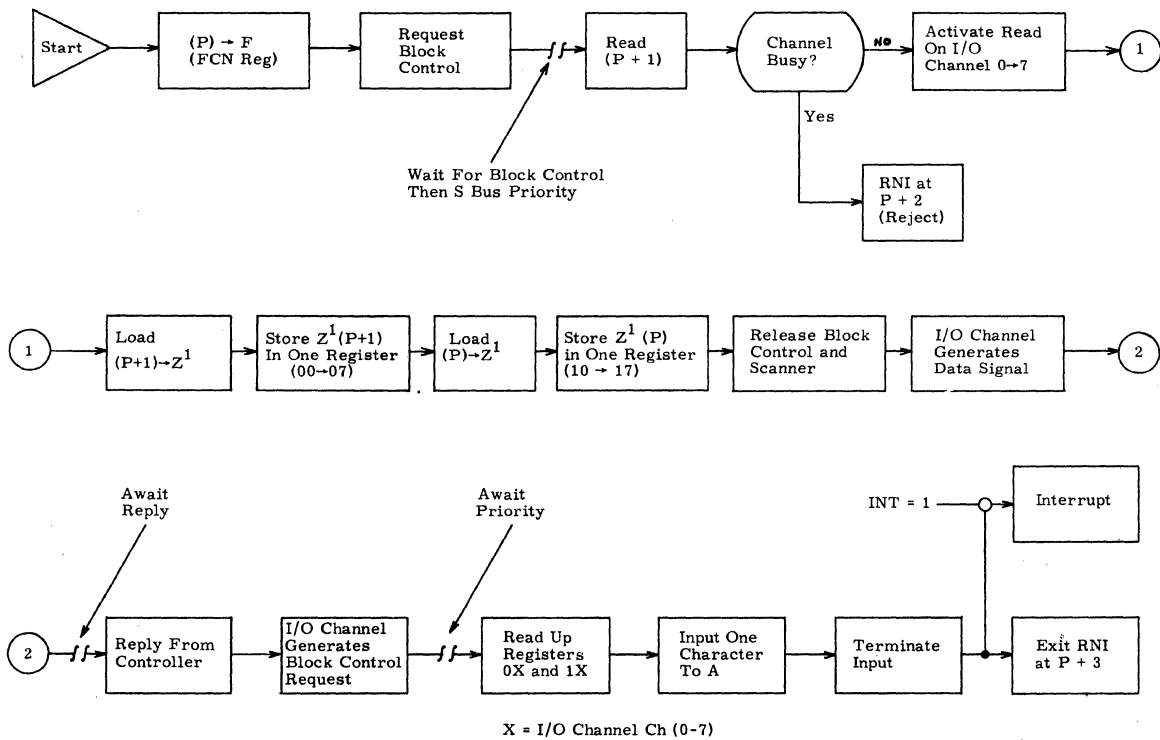 Start
(P) → F
(FCN Reg)
Request
Block
Control
Read
(P + 1)
Channel
Busy?
NO
Activate Read
On I/O
Channel 0→7
1
Yes
Wait For Block Control
Then S Bus Priority
RNI at
P + 2
(Reject)
1
Load
(P+1)→Z¹
Store Z¹ (P+1)
In One Register
(00→07)
Load
(P)→Z¹
Store Z¹ (P)
in One Register
(10 → 17)
Release Block
Control and
Scanner
I/O Channel
Generates
Data Signal
2
Await
Reply
Await
Priority
INT = 1
Interrupt
2
Reply From
Controller
I/O Channel
Generates
Block Control
Request
Read Up
Registers
0X and 1X
Input One
Character
To A
Terminate
Input
Exit RNI
at P + 3
X = I/O Channel Ch (0-7)